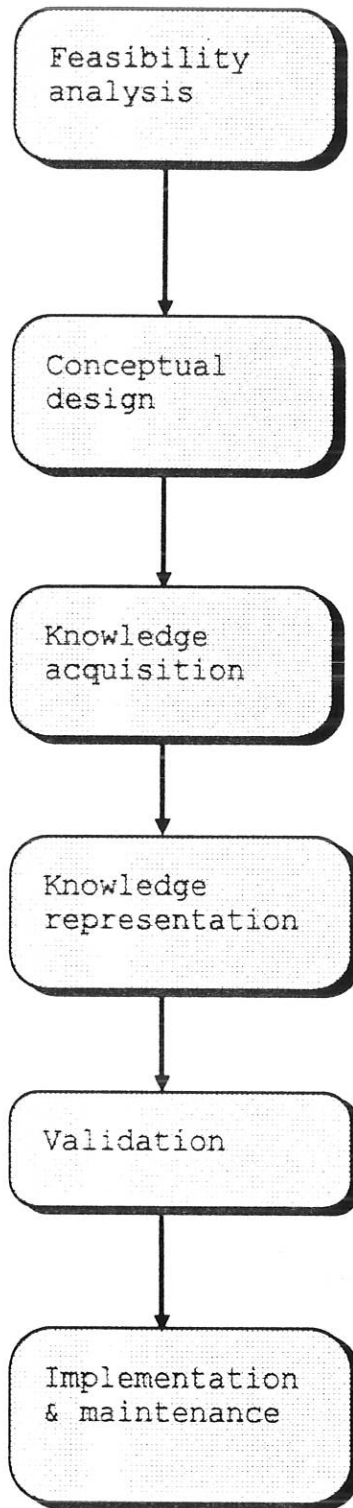 Feasibility
analysis
Conceptual
design
Knowledge
acquisition
Knowledge
representation
Validation
Implementation
& maintenance